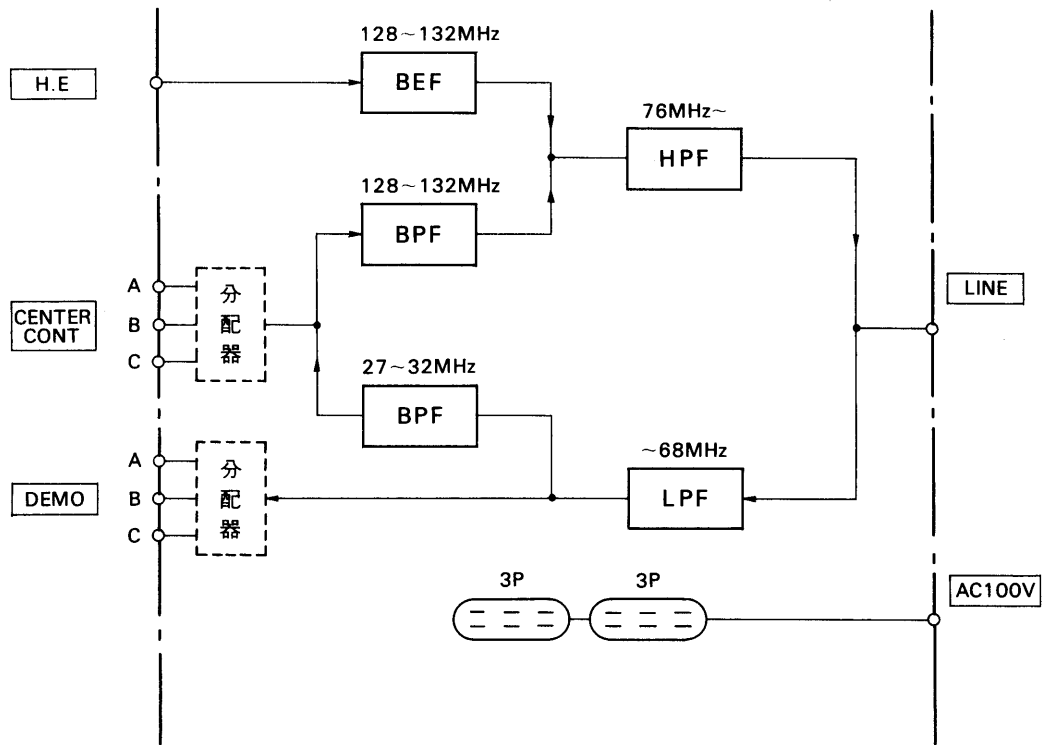 128~132MHz
H.E
BEF
76MHz~
HPF
128~132MHz
BPF
A
B
C
CENTER
CONT
分配器
LINE
27~32MHz
BPF
A
B
C
DEMO
分配器
~68MHz
LPF
3P
3P
AC100V